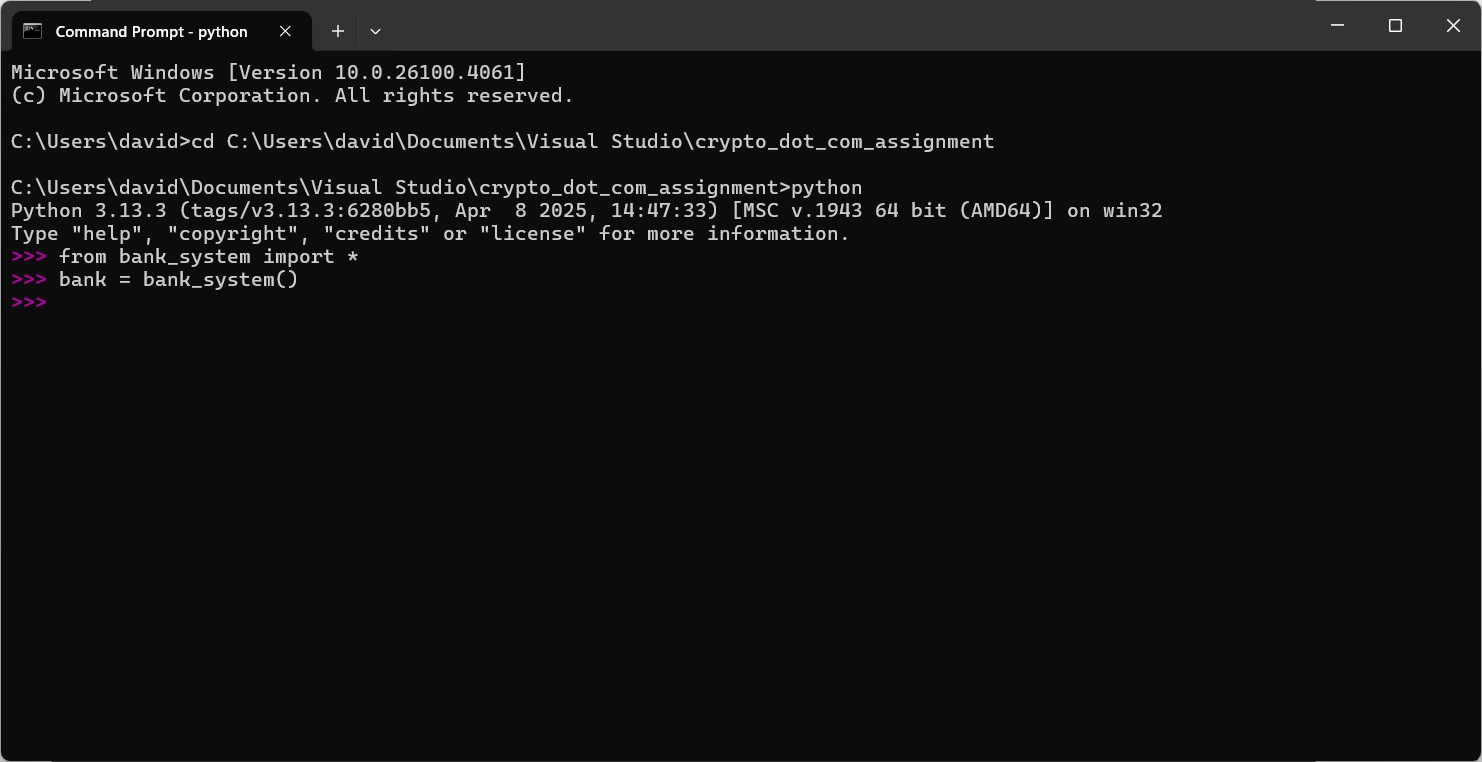 Command Prompt - python
Microsoft Windows [Version 10.0.26100.4061]
(c) Microsoft Corporation. All rights reserved.
C:\Users\david>cd C:\Users\david\Documents\Visual Studio\crypto_dot_com_assignment
C:\Users\david\Documents\Visual Studio\crypto_dot_com_assignment>python
Python 3.13.3 (tags/v3.13.3:6280bb5, Apr  8 2025, 14:47:33) [MSC v.1943 64 bit (AMD64)] on win32
Type "help", "copyright", "credits" or "license" for more information.
>>> from bank_system import *
>>> bank = bank_system()
>>>